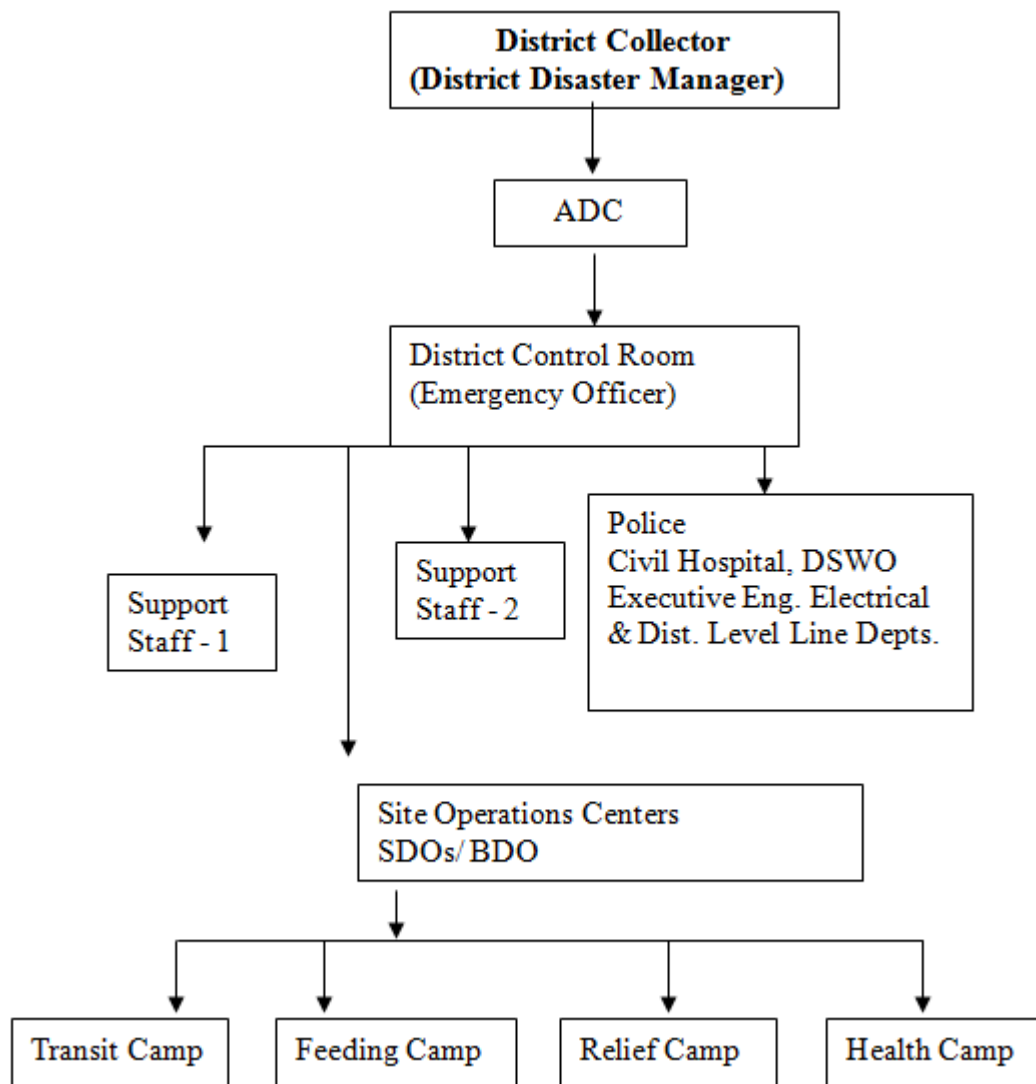 District Collector
(District Disaster Manager)
ADC
District Control Room
(Emergency Officer)
Support
Staff - 1
Support
Staff - 2
Police
Civil Hospital, DSWO
Executive Eng. Electrical
& Dist. Level Line Depts.
Site Operations Centers
SDOs/ BDO
Transit Camp
Feeding Camp
Relief Camp
Health Camp